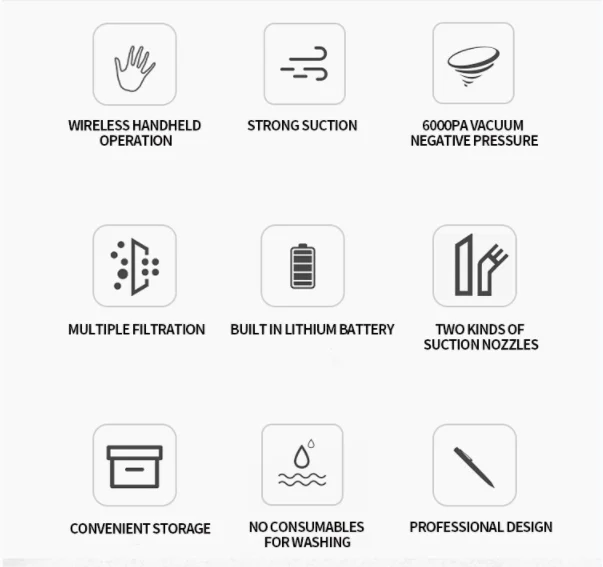 WIRELESS HANDHELD
OPERATION
STRONG SUCTION
6000PA VACUUM
NEGATIVE PRESSURE
MULTIPLE FILTRATION
BUILT IN LITHIUM BATTERY
TWO KINDS OF
SUCTION NOZZLES
CONVENIENT STORAGE
NO CONSUMABLES
FOR WASHING
PROFESSIONAL DESIGN